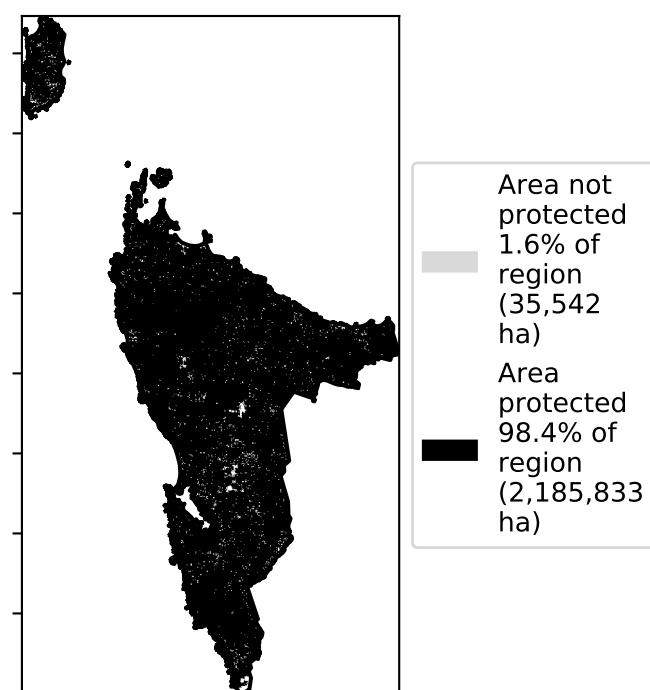 Area not
protected
1.6% of
region
(35,542
ha)
Area
protected
98.4% of
region
(2,185,833
ha)